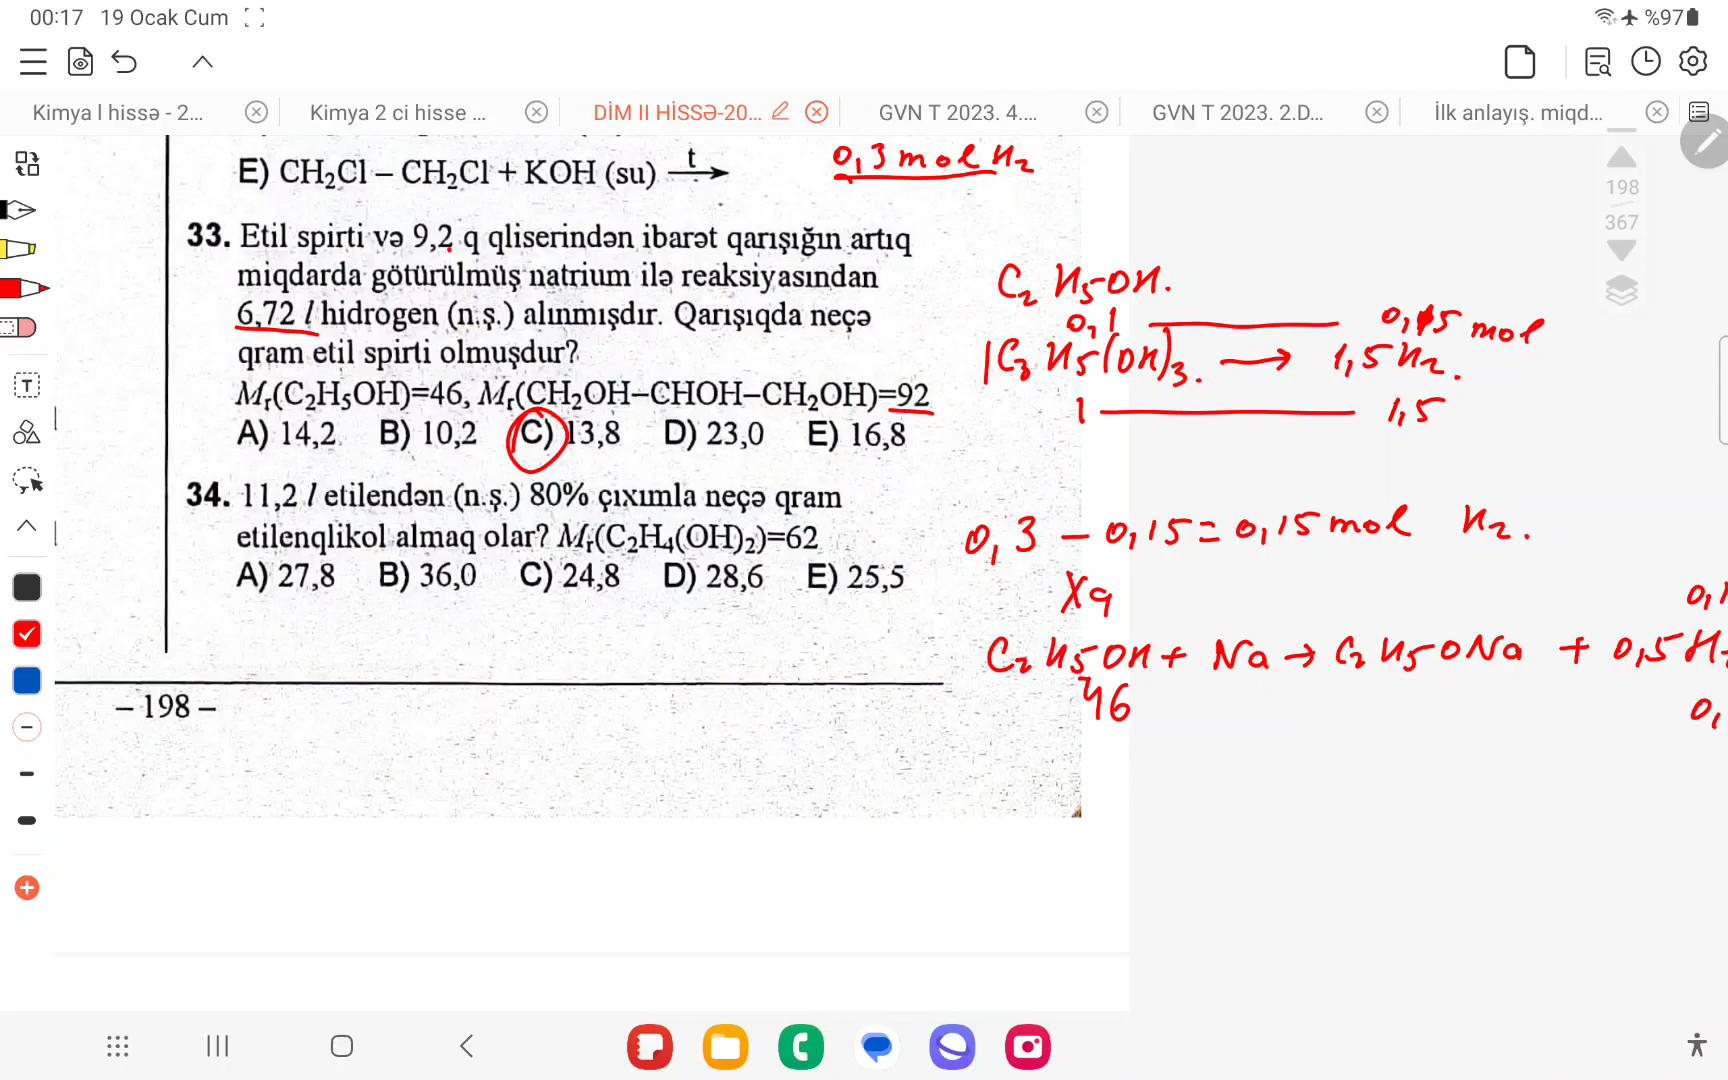 00:17 19 Ocak Cum %97
Kimya l hissə - 2... Kimya 2 ci hisse ... DİM II HİSSƏ-20... GVN T 2023. 4.... GVN T 2023. 2.D... İlk anlayış. miqd...
E) CH₂Cl – CH₂Cl + KOH (su) —t→
0,3 mol H₂
198
367
33. Etil spirti və 9,2 q qliserindən ibarət qarışığın artıq
miqdarda götürülmüş natrium ilə reaksiyasından
6,72 l hidrogen (n.ş.) alınmışdır. Qarışıqda neçə
qram etil spirti olmuşdur?
Mᵣ(C₂H₅OH)=46, Mᵣ(CH₂OH–CHOH–CH₂OH)=92
A) 14,2 B) 10,2 C) 13,8 D) 23,0 E) 16,8
C₂H₅OH.
0,1 — 0,15 mol
1C₃H₅(OH)₃. → 1,5H₂.
1 — 1,5
34. 11,2 l etilendən (n.ş.) 80% çıxımla neçə qram
etilenqlikol almaq olar? Mᵣ(C₂H₄(OH)₂)=62
A) 27,8 B) 36,0 C) 24,8 D) 28,6 E) 25,5
0,3 – 0,15 = 0,15 mol H₂.
Xq
C₂H₅OH + Na → C₂H₅ONa + 0,5H₂
46
– 198 –